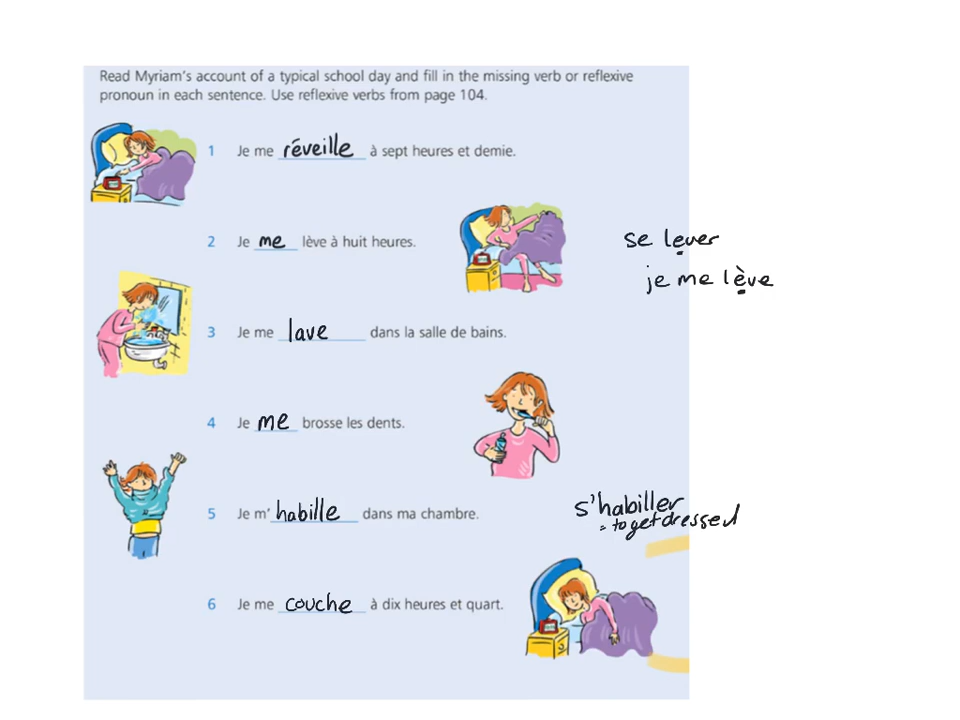 Read Myriam's account of a typical school day and fill in the missing verb or reflexive
pronoun in each sentence. Use reflexive verbs from page 104.
1 Je me réveille à sept heures et demie.
2 Je me lève à huit heures.
se lever
je me lève
3 Je me lave dans la salle de bains.
4 Je me brosse les dents.
5 Je m' habille dans ma chambre.
s'habiller
= to get dressed
6 Je me couche à dix heures et quart.